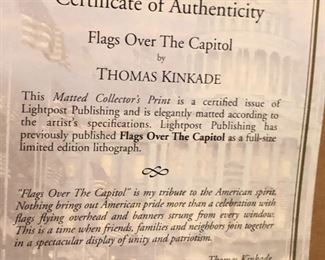 Certificate of Authenticity
Flags Over The Capitol
by
THOMAS KINKADE
This Matted Collector's Print is a certified issue of
Lightpost Publishing and is elegantly matted according to
the artist's specifications. Lightpost Publishing has
previously published Flags Over The Capitol as a full-size
limited edition lithograph.
"Flags Over The Capitol" is my tribute to the American spirit.
Nothing brings out American pride more than a celebration with
flags flying overhead and banners strung from every window.
This is a time when friends, families and neighbors join together
in a spectacular display of unity and patriotism.
Thomas Kinkade